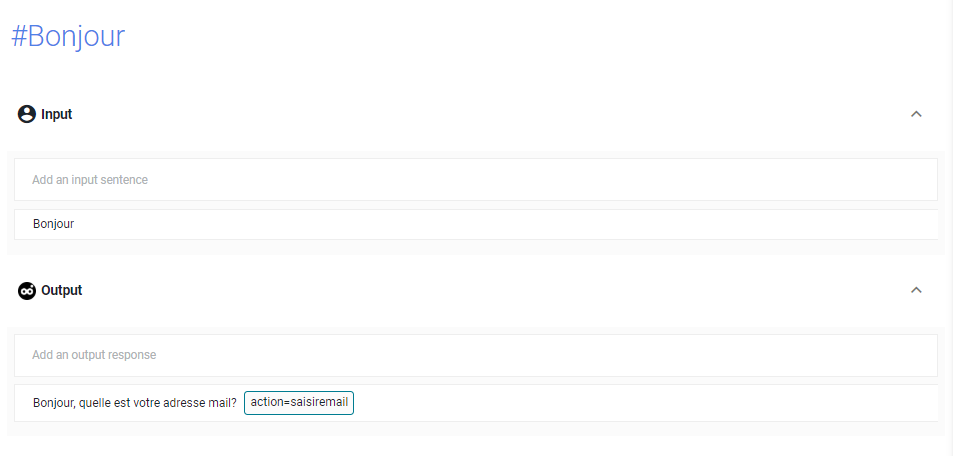 #Bonjour
Input
Add an input sentence
Bonjour
Output
Add an output response
Bonjour, quelle est votre adresse mail? action=saisiremail